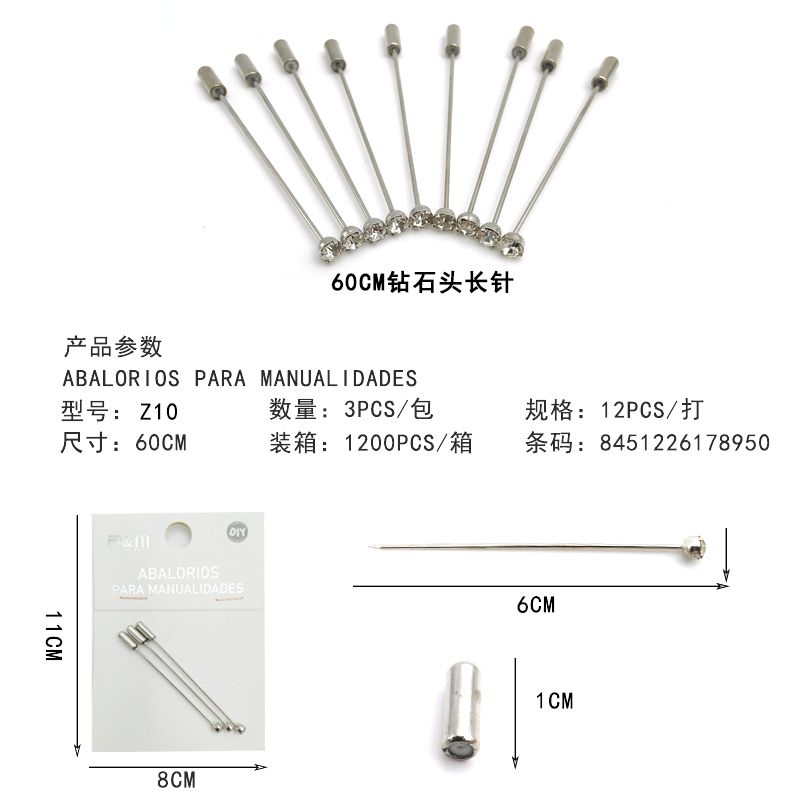 60CM钻石头长针
产品参数
ABALORIOS PARA MANUALIDADES
型号：Z10
数量：3PCS/包
规格：12PCS/打
尺寸：60CM
装箱：1200PCS/箱
条码：8451226178950
DIY
ABALORIOS
PARA MANUALIDADES
11CM
8CM
6CM
1CM